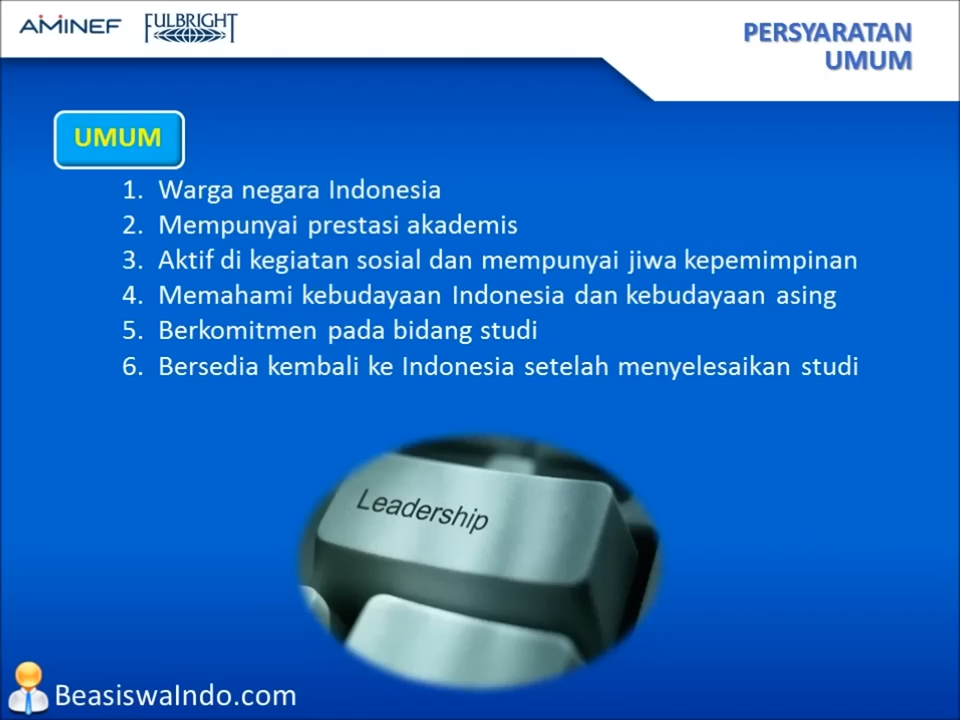 AMINEF FULBRIGHT
PERSYARATAN
UMUM
UMUM
1. Warga negara Indonesia
2. Mempunyai prestasi akademis
3. Aktif di kegiatan sosial dan mempunyai jiwa kepemimpinan
4. Memahami kebudayaan Indonesia dan kebudayaan asing
5. Berkomitmen pada bidang studi
6. Bersedia kembali ke Indonesia setelah menyelesaikan studi
Leadership
BeasiswaIndo.com